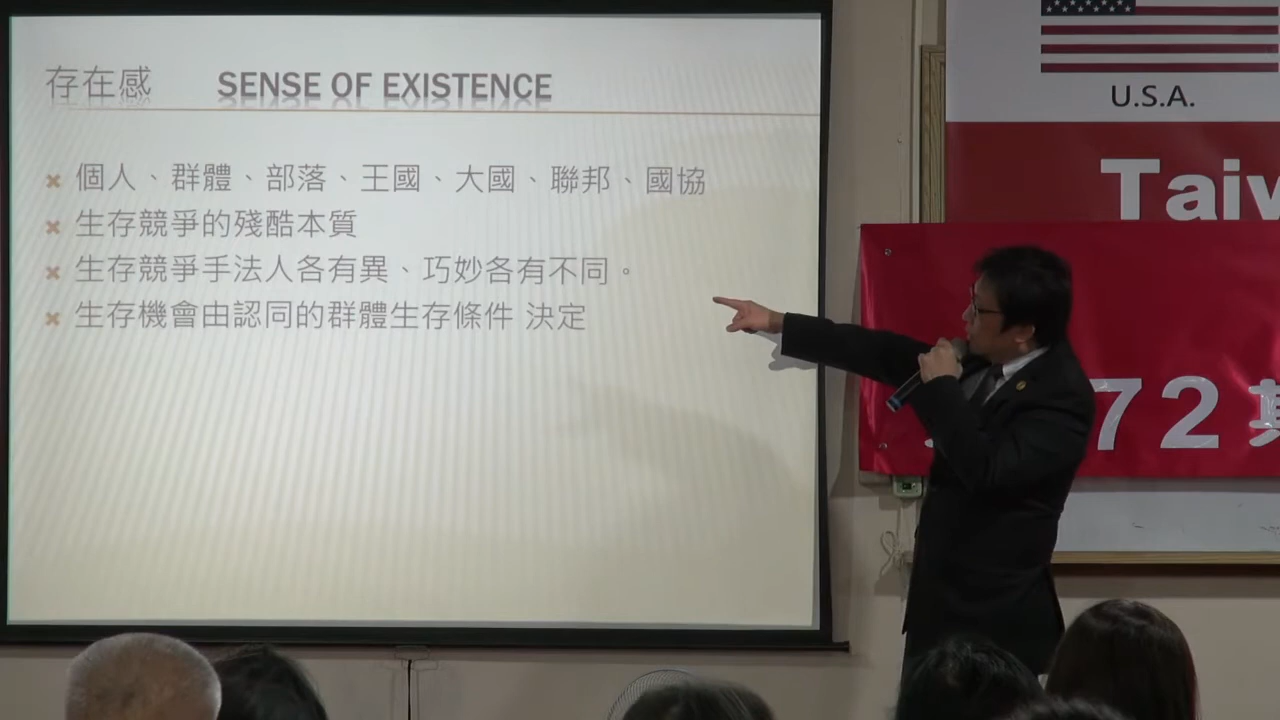 存在感 SENSE OF EXISTENCE
個人、群體、部落、王國、大國、聯邦、國協
生存競爭的殘酷本質
生存競爭手法人各有異、巧妙各有不同。
生存機會由認同的群體生存條件 決定
U.S.A.
72